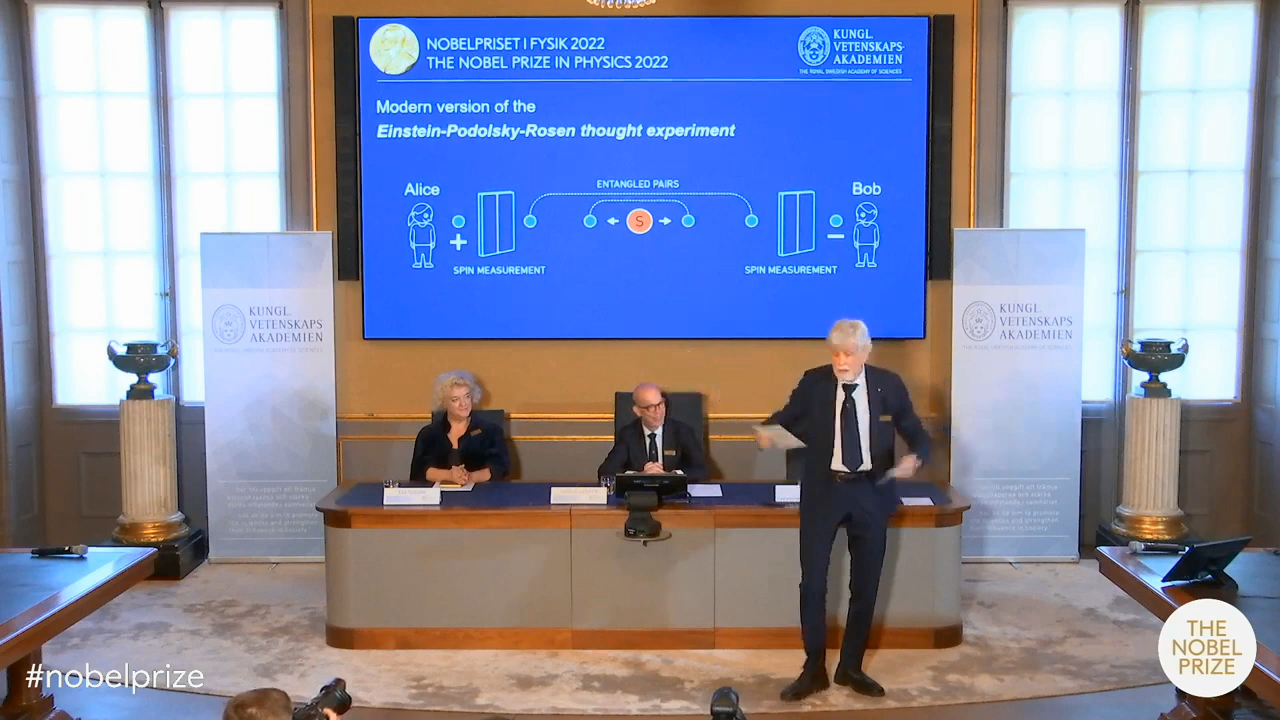 NOBELPRISET I FYSIK 2022
THE NOBEL PRIZE IN PHYSICS 2022
KUNGL.
VETENSKAPS-
AKADEMIEN
THE ROYAL SWEDISH ACADEMY OF SCIENCES
Modern version of the
Einstein-Podolsky-Rosen thought experiment
ENTANGLED PAIRS
Alice
Bob
S
+
−
SPIN MEASUREMENT
SPIN MEASUREMENT
KUNGL.
VETENSKAPS
AKADEMIEN
KUNGL.
VETENSKAPS
AKADEMIEN
#nobelprize
THE
NOBEL
PRIZE